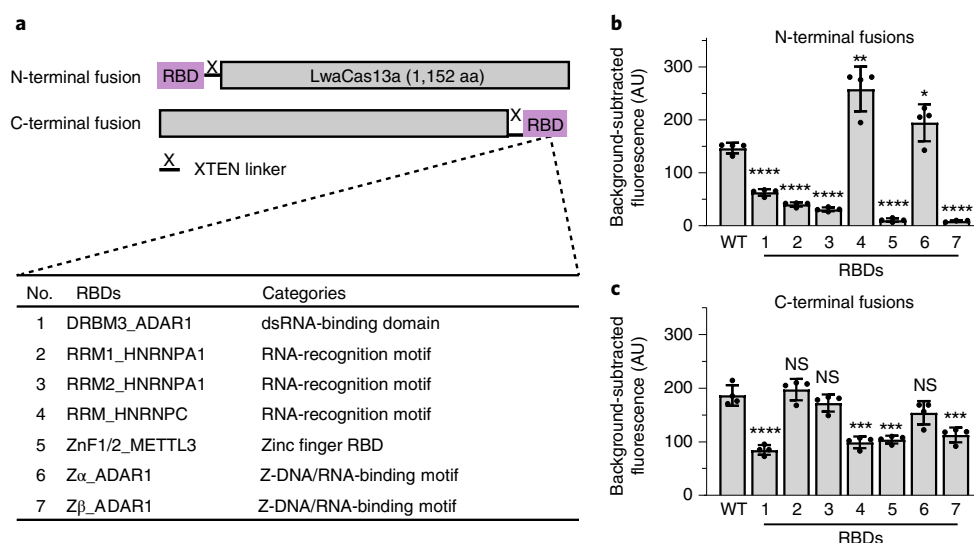 a
N-terminal fusion
RBD
X
LwaCas13a (1,152 aa)
C-terminal fusion
X
RBD
X
XTEN linker
No. RBDs Categories
1 DRBM3_ADAR1 dsRNA-binding domain
2 RRM1_HNRNPA1 RNA-recognition motif
3 RRM2_HNRNPA1 RNA-recognition motif
4 RRM_HNRNPC RNA-recognition motif
5 ZnF1/2_METTL3 Zinc finger RBD
6 Zα_ADAR1 Z-DNA/RNA-binding motif
7 Zβ_ADAR1 Z-DNA/RNA-binding motif
b
N-terminal fusions
Background-subtracted
fluorescence (AU)
300
200
100
0
**** **** **** ** **** * ****
WT 1 2 3 4 5 6 7
RBDs
c
C-terminal fusions
Background-subtracted
fluorescence (AU)
300
200
100
0
**** NS NS *** *** NS ***
WT 1 2 3 4 5 6 7
RBDs